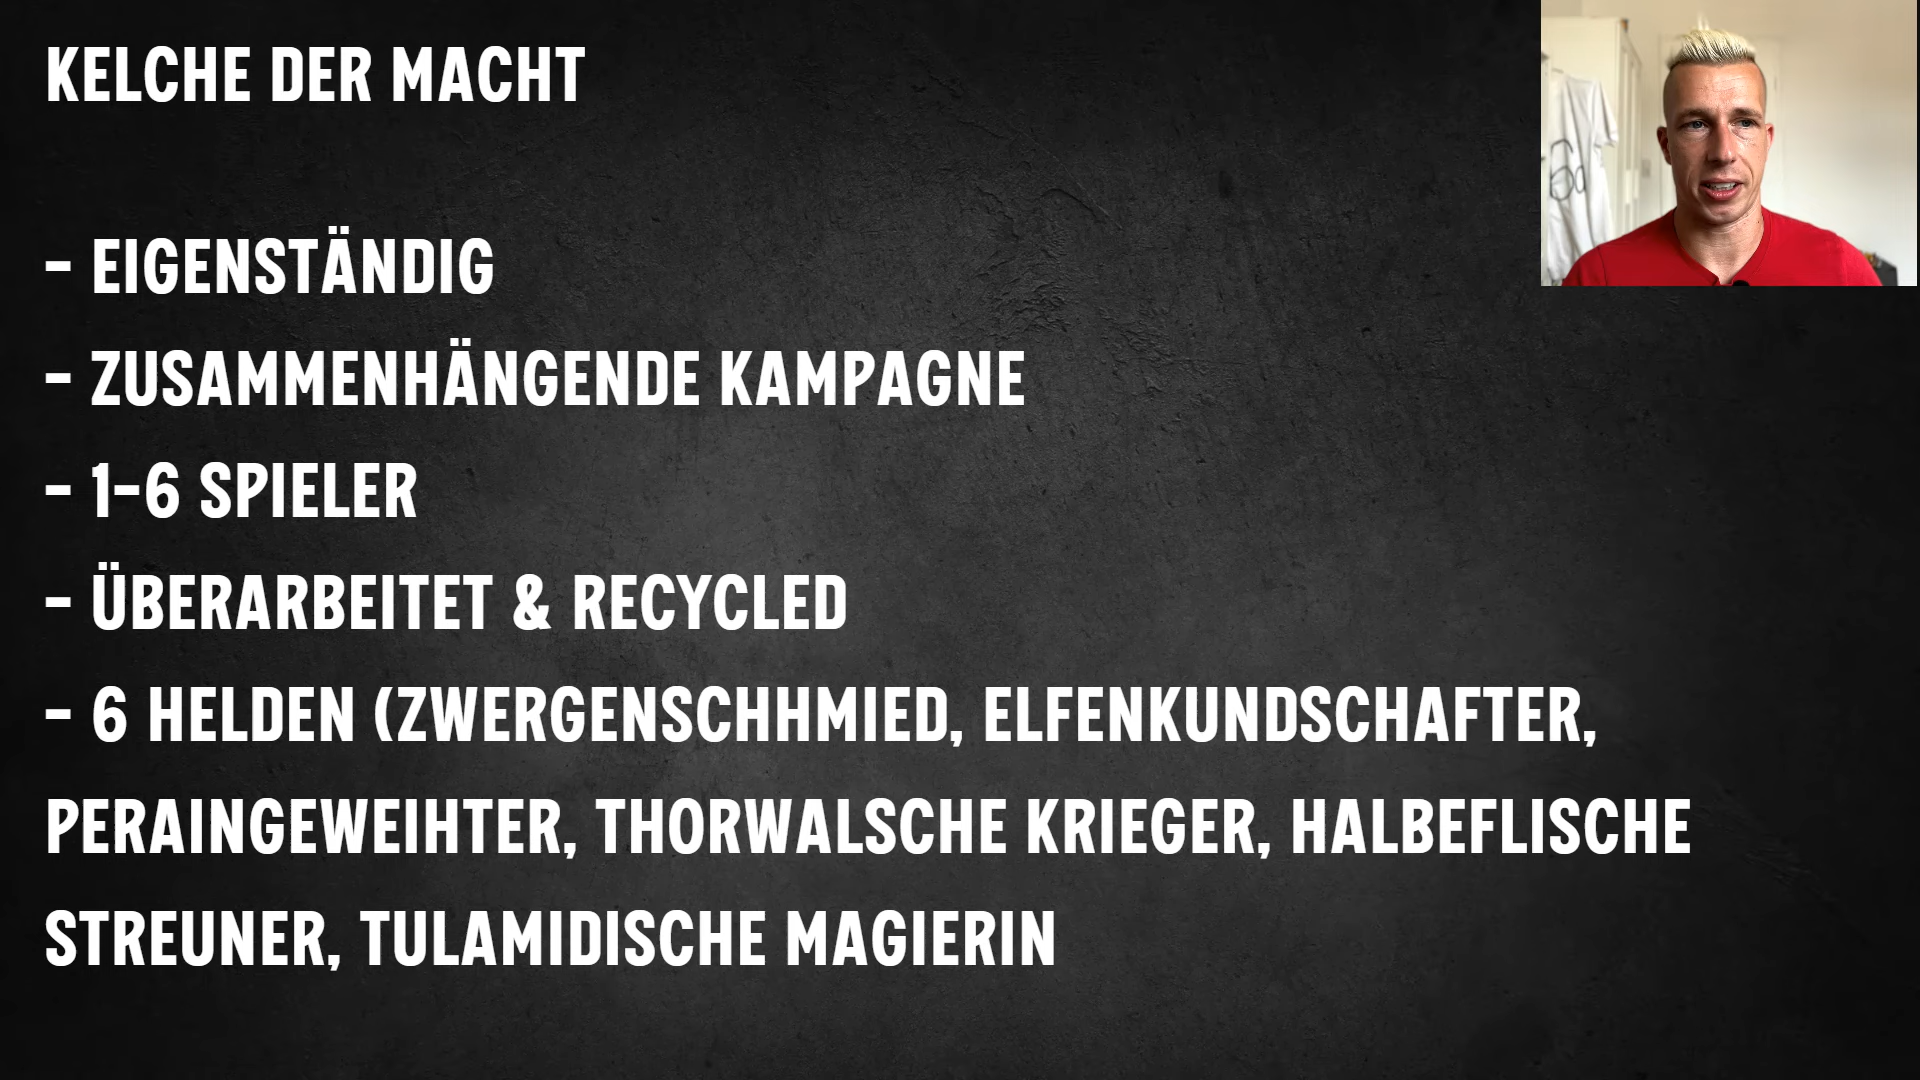 KELCHE DER MACHT
- EIGENSTÄNDIG
- ZUSAMMENHÄNGENDE KAMPAGNE
- 1-6 SPIELER
- ÜBERARBEITET & RECYCLED
- 6 HELDEN (ZWERGENSCHHMIED, ELFENKUNDSCHAFTER,
PERAINGEWEIHTER, THORWALSCHE KRIEGER, HALBEFLISCHE
STREUNER, TULAMIDISCHE MAGIERIN